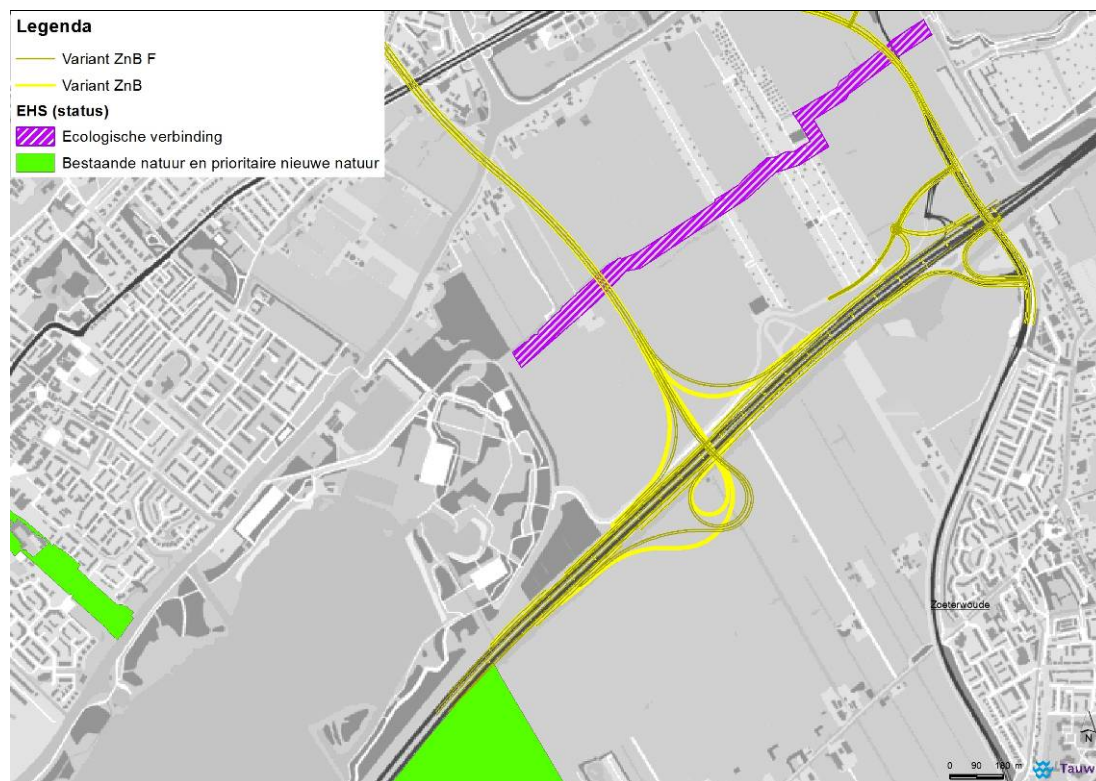 Legenda
Variant ZnB F
Variant ZnB
EHS (status)
Ecologische verbinding
Bestaande natuur en prioritaire nieuwe natuur
Zoeterwoude
N
0 90 180 m
Tauw